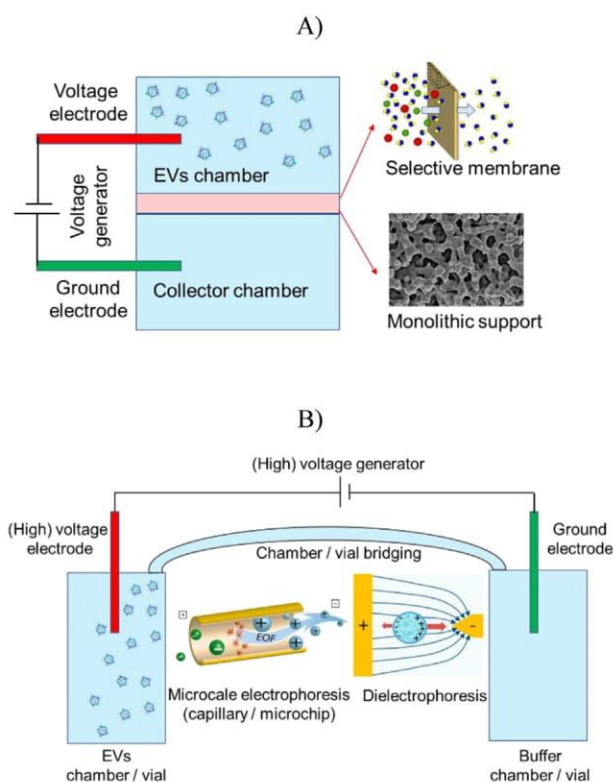 A)
Voltage
electrode
EVs chamber
Voltage
generator
Ground
electrode
Collector chamber
Selective membrane
Monolithic support
B)
(High) voltage generator
(High) voltage
electrode
Ground
electrode
Chamber / vial bridging
EOF
+
-
Microcale electrophoresis
(capillary / microchip)
Dielectrophoresis
EVs
chamber / vial
Buffer
chamber / vial